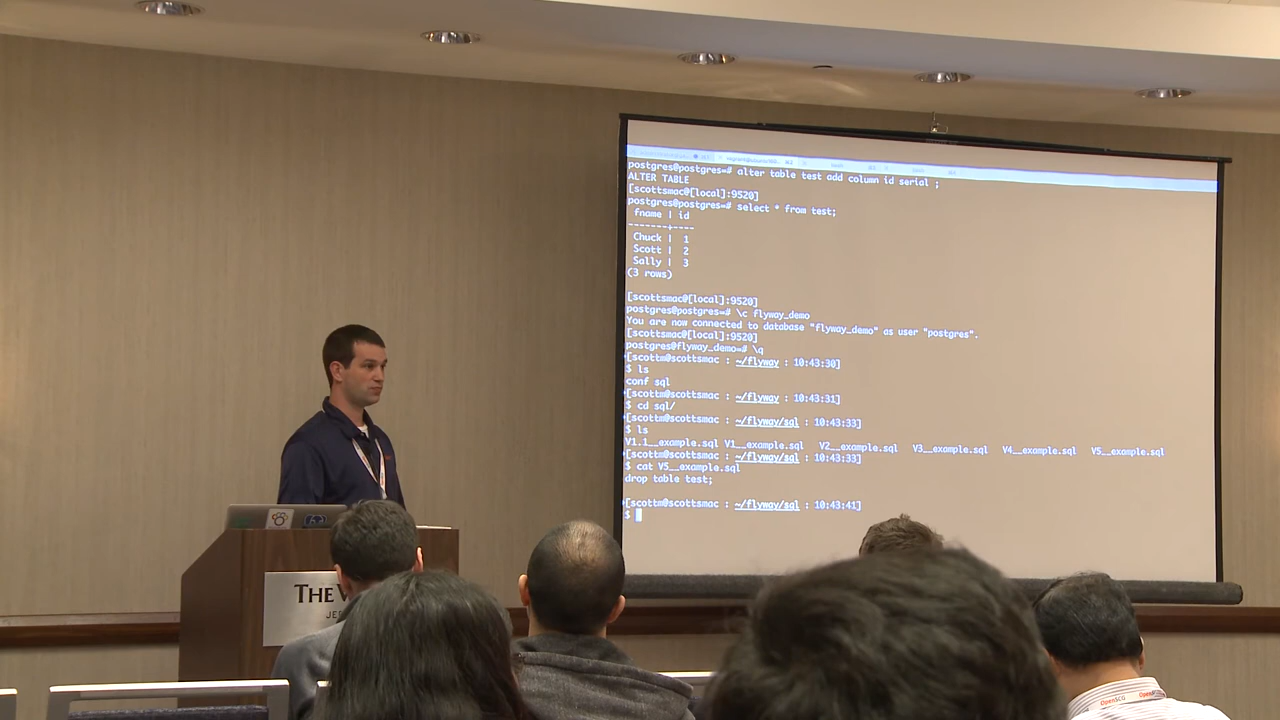 postgres@postgres=# alter table test add column id serial ;
ALTER TABLE
[scottsmac@[local]:9520]
postgres@postgres=# select * from test;
fname | id
-------+----
Chuck | 1
Scott | 2
Sally | 3
(3 rows)
[scottsmac@[local]:9520]
postgres@postgres=# \c flyway_demo
You are now connected to database "flyway_demo" as user "postgres".
[scottsmac@[local]:9520]
postgres@flyway_demo=# \q
[scottm@scottsmac : ~/flyway : 10:43:30]
$ ls
conf sql
[scottm@scottsmac : ~/flyway : 10:43:31]
$ cd sql/
[scottm@scottsmac : ~/flyway/sql : 10:43:33]
$ ls
V1.1__example.sql V1__example.sql V2__example.sql V3__example.sql V4__example.sql V5__example.sql
[scottm@scottsmac : ~/flyway/sql : 10:43:33]
$ cat V5__example.sql
drop table test;
[scottm@scottsmac : ~/flyway/sql : 10:43:41]
$
THE
OpenSCG